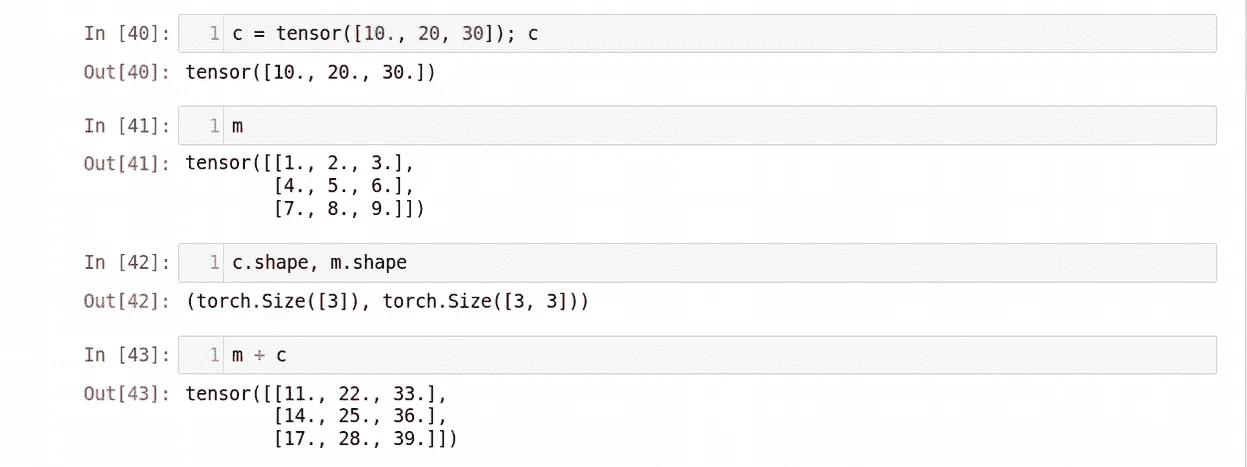 In [40]: 1 c = tensor([10., 20, 30]); c
Out[40]: tensor([10., 20., 30.])
In [41]: 1 m
Out[41]: tensor([[1., 2., 3.],
[4., 5., 6.],
[7., 8., 9.]])
In [42]: 1 c.shape, m.shape
Out[42]: (torch.Size([3]), torch.Size([3, 3]))
In [43]: 1 m + c
Out[43]: tensor([[11., 22., 33.],
[14., 25., 36.],
[17., 28., 39.]])